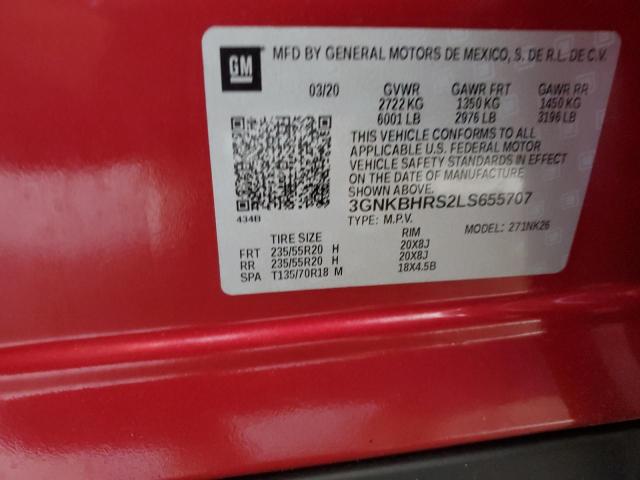 GM
MFD BY GENERAL MOTORS DE MEXICO, S. DE R.L. DE C.V.
03/20 GVWR GAWR FRT GAWR RR
2722 KG 1350 KG 1450 KG
6001 LB 2976 LB 3196 LB
THIS VEHICLE CONFORMS TO ALL
APPLICABLE U.S. FEDERAL MOTOR
VEHICLE SAFETY STANDARDS IN EFFECT
ON THE DATE OF MANUFACTURE
SHOWN ABOVE.
3GNKBHRS2LS655707
434B
TYPE: M.P.V. MODEL: 271NK26
TIRE SIZE RIM
FRT 235/55R20 H 20X8J
RR 235/55R20 H 20X8J
SPA T135/70R18 M 18X4.5B